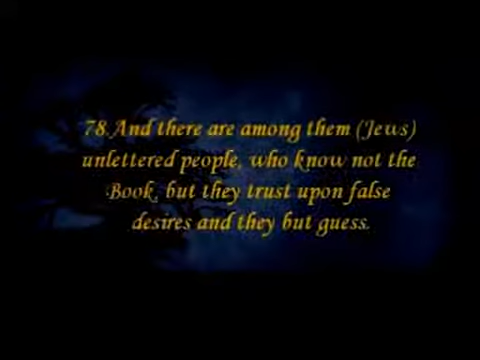 78.And there are among them (Jews)
unlettered people, who know not the
Book, but they trust upon false
desires and they but guess.